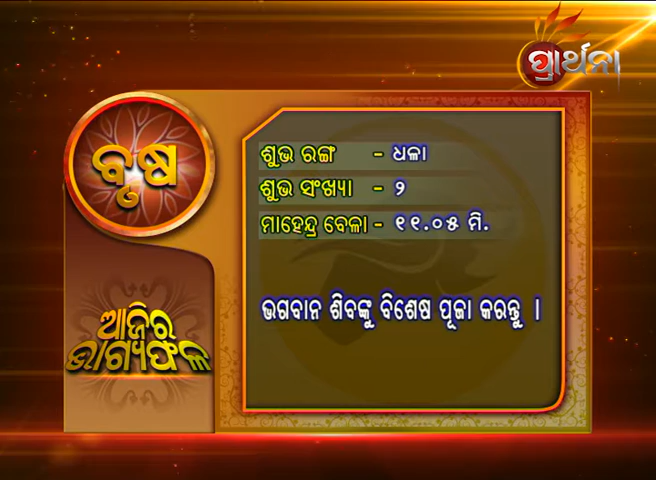 ପ୍ରାର୍ଥନା
ବୃଷ
ଶୁଭ ରଙ୍ଗ - ଧଳା
ଶୁଭ ସଂଖ୍ୟା - ୨
ମାହେନ୍ଦ୍ର ବେଳା - ୧୧.୦୫ ମି.
ଭଗବାନ ଶିବଙ୍କୁ ବିଶେଷ ପୂଜା କରନ୍ତୁ ।
ଆଜିର
ଭାଗ୍ୟଫଳ